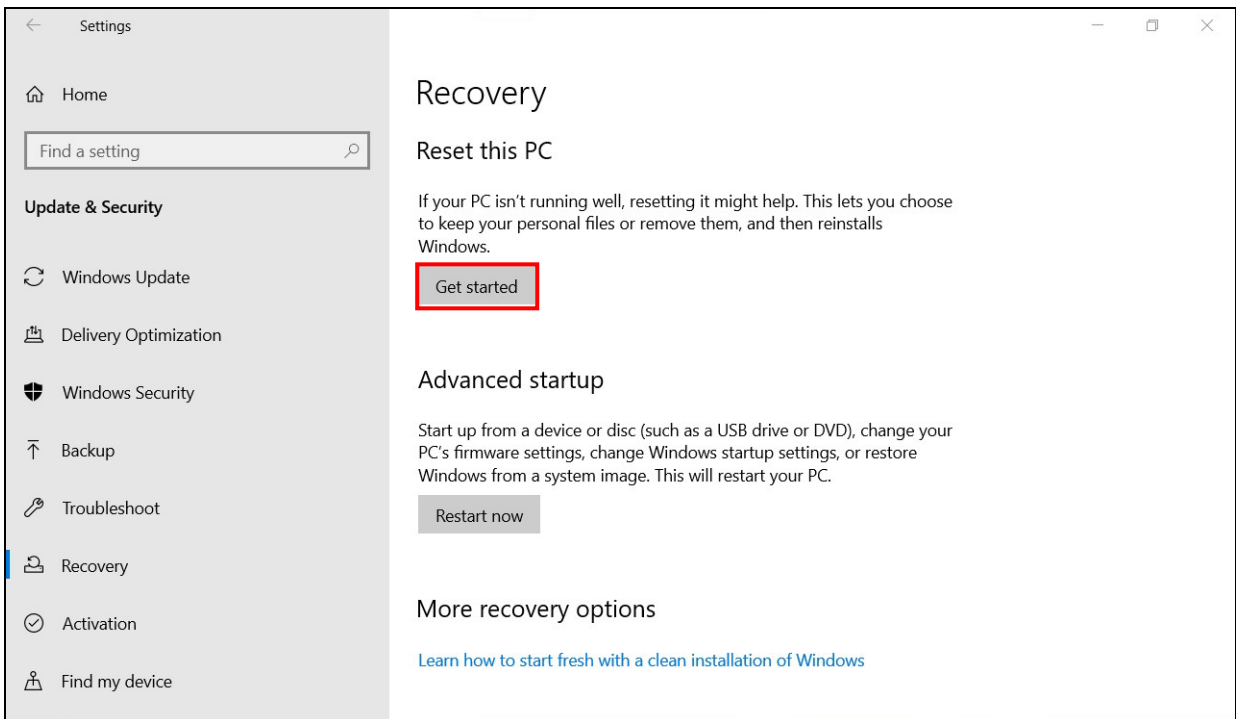 Settings
Home
Find a setting
Update & Security
Windows Update
Delivery Optimization
Windows Security
Backup
Troubleshoot
Recovery
Activation
Find my device
Recovery
Reset this PC
If your PC isn't running well, resetting it might help. This lets you choose
to keep your personal files or remove them, and then reinstalls
Windows.
Get started
Advanced startup
Start up from a device or disc (such as a USB drive or DVD), change your
PC's firmware settings, change Windows startup settings, or restore
Windows from a system image. This will restart your PC.
Restart now
More recovery options
Learn how to start fresh with a clean installation of Windows